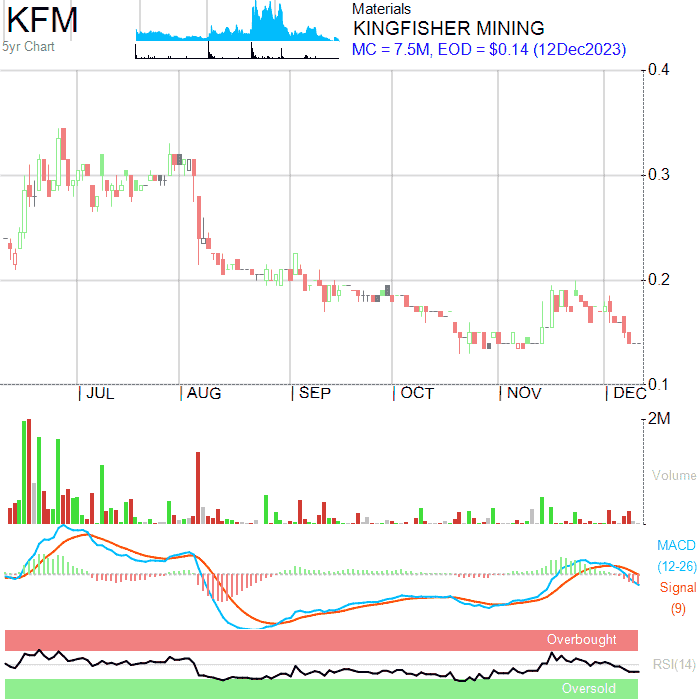 KFM
5yr Chart
Materials
KINGFISHER MINING
MC = 7.5M, EOD = $0.14 (12Dec2023)
0.4
0.3
0.2
0.1
JUL
AUG
SEP
OCT
NOV
DEC
2M
Volume
MACD
(12-26)
Signal
(9)
Overbought
RSI(14)
Oversold